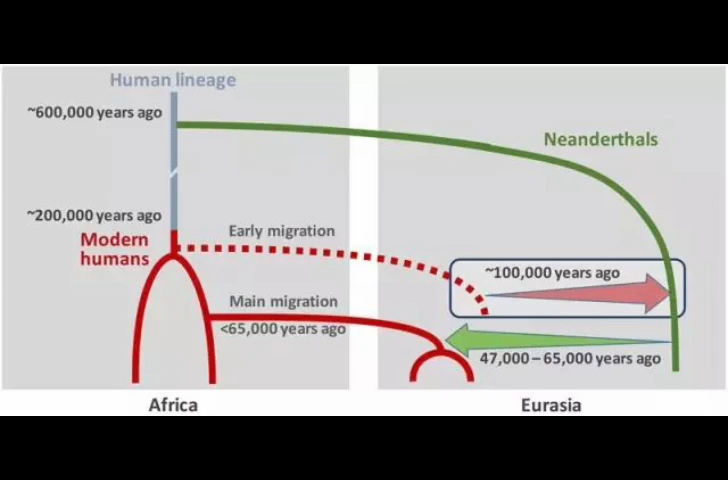 Human lineage
~600,000 years ago
Neanderthals
~200,000 years ago
Modern
humans
Early migration
~100,000 years ago
Main migration
<65,000 years ago
47,000 – 65,000 years ago
Africa
Eurasia